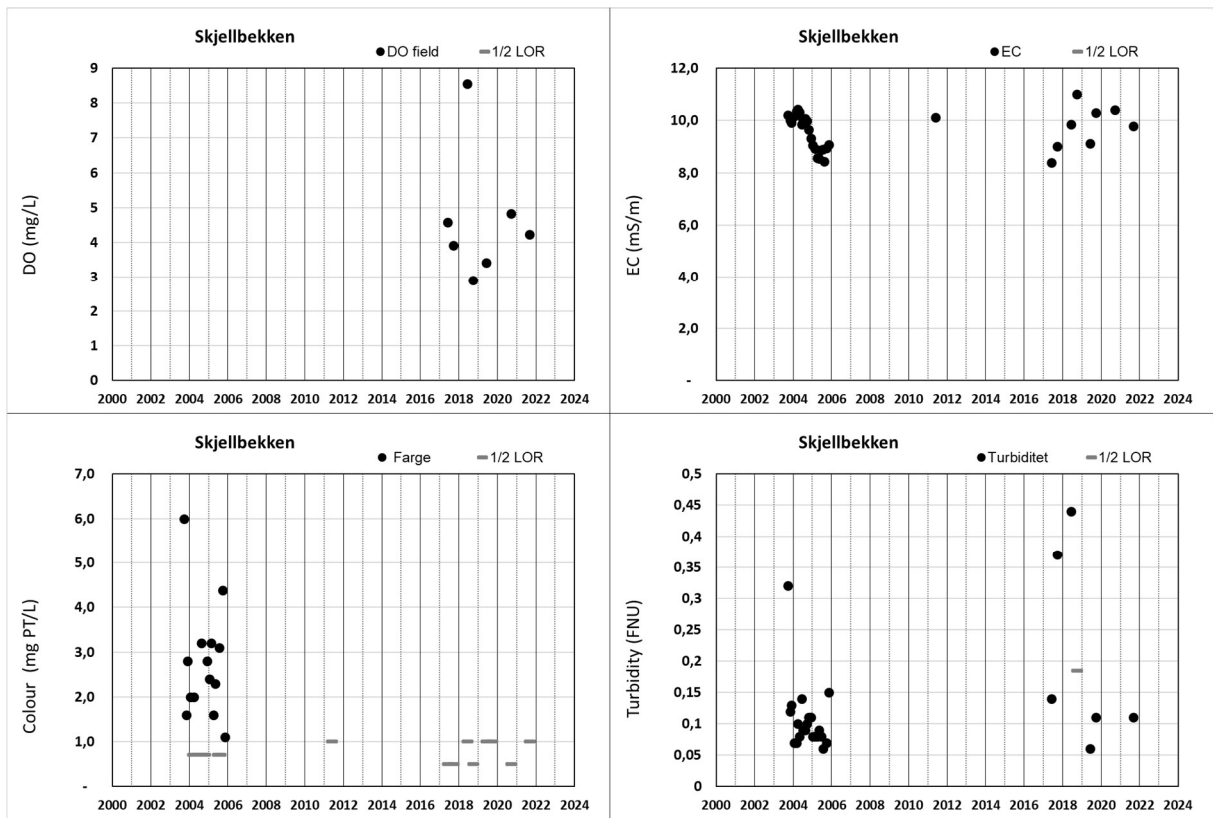 Skjellbekken
DO field
1/2 LOR
DO (mg/L)
9
8
7
6
5
4
3
2
1
0
2000 2002 2004 2006 2008 2010 2012 2014 2016 2018 2020 2022 2024
Skjellbekken
EC
1/2 LOR
EC (mS/m)
12,0
10,0
8,0
6,0
4,0
2,0
-
2000 2002 2004 2006 2008 2010 2012 2014 2016 2018 2020 2022 2024
Skjellbekken
Farge
1/2 LOR
Colour (mg PT/L)
7,0
6,0
5,0
4,0
3,0
2,0
1,0
-
2000 2002 2004 2006 2008 2010 2012 2014 2016 2018 2020 2022 2024
Skjellbekken
Turbiditet
1/2 LOR
Turbidity (FNU)
0,5
0,45
0,4
0,35
0,3
0,25
0,2
0,15
0,1
0,05
0
2000 2002 2004 2006 2008 2010 2012 2014 2016 2018 2020 2022 2024